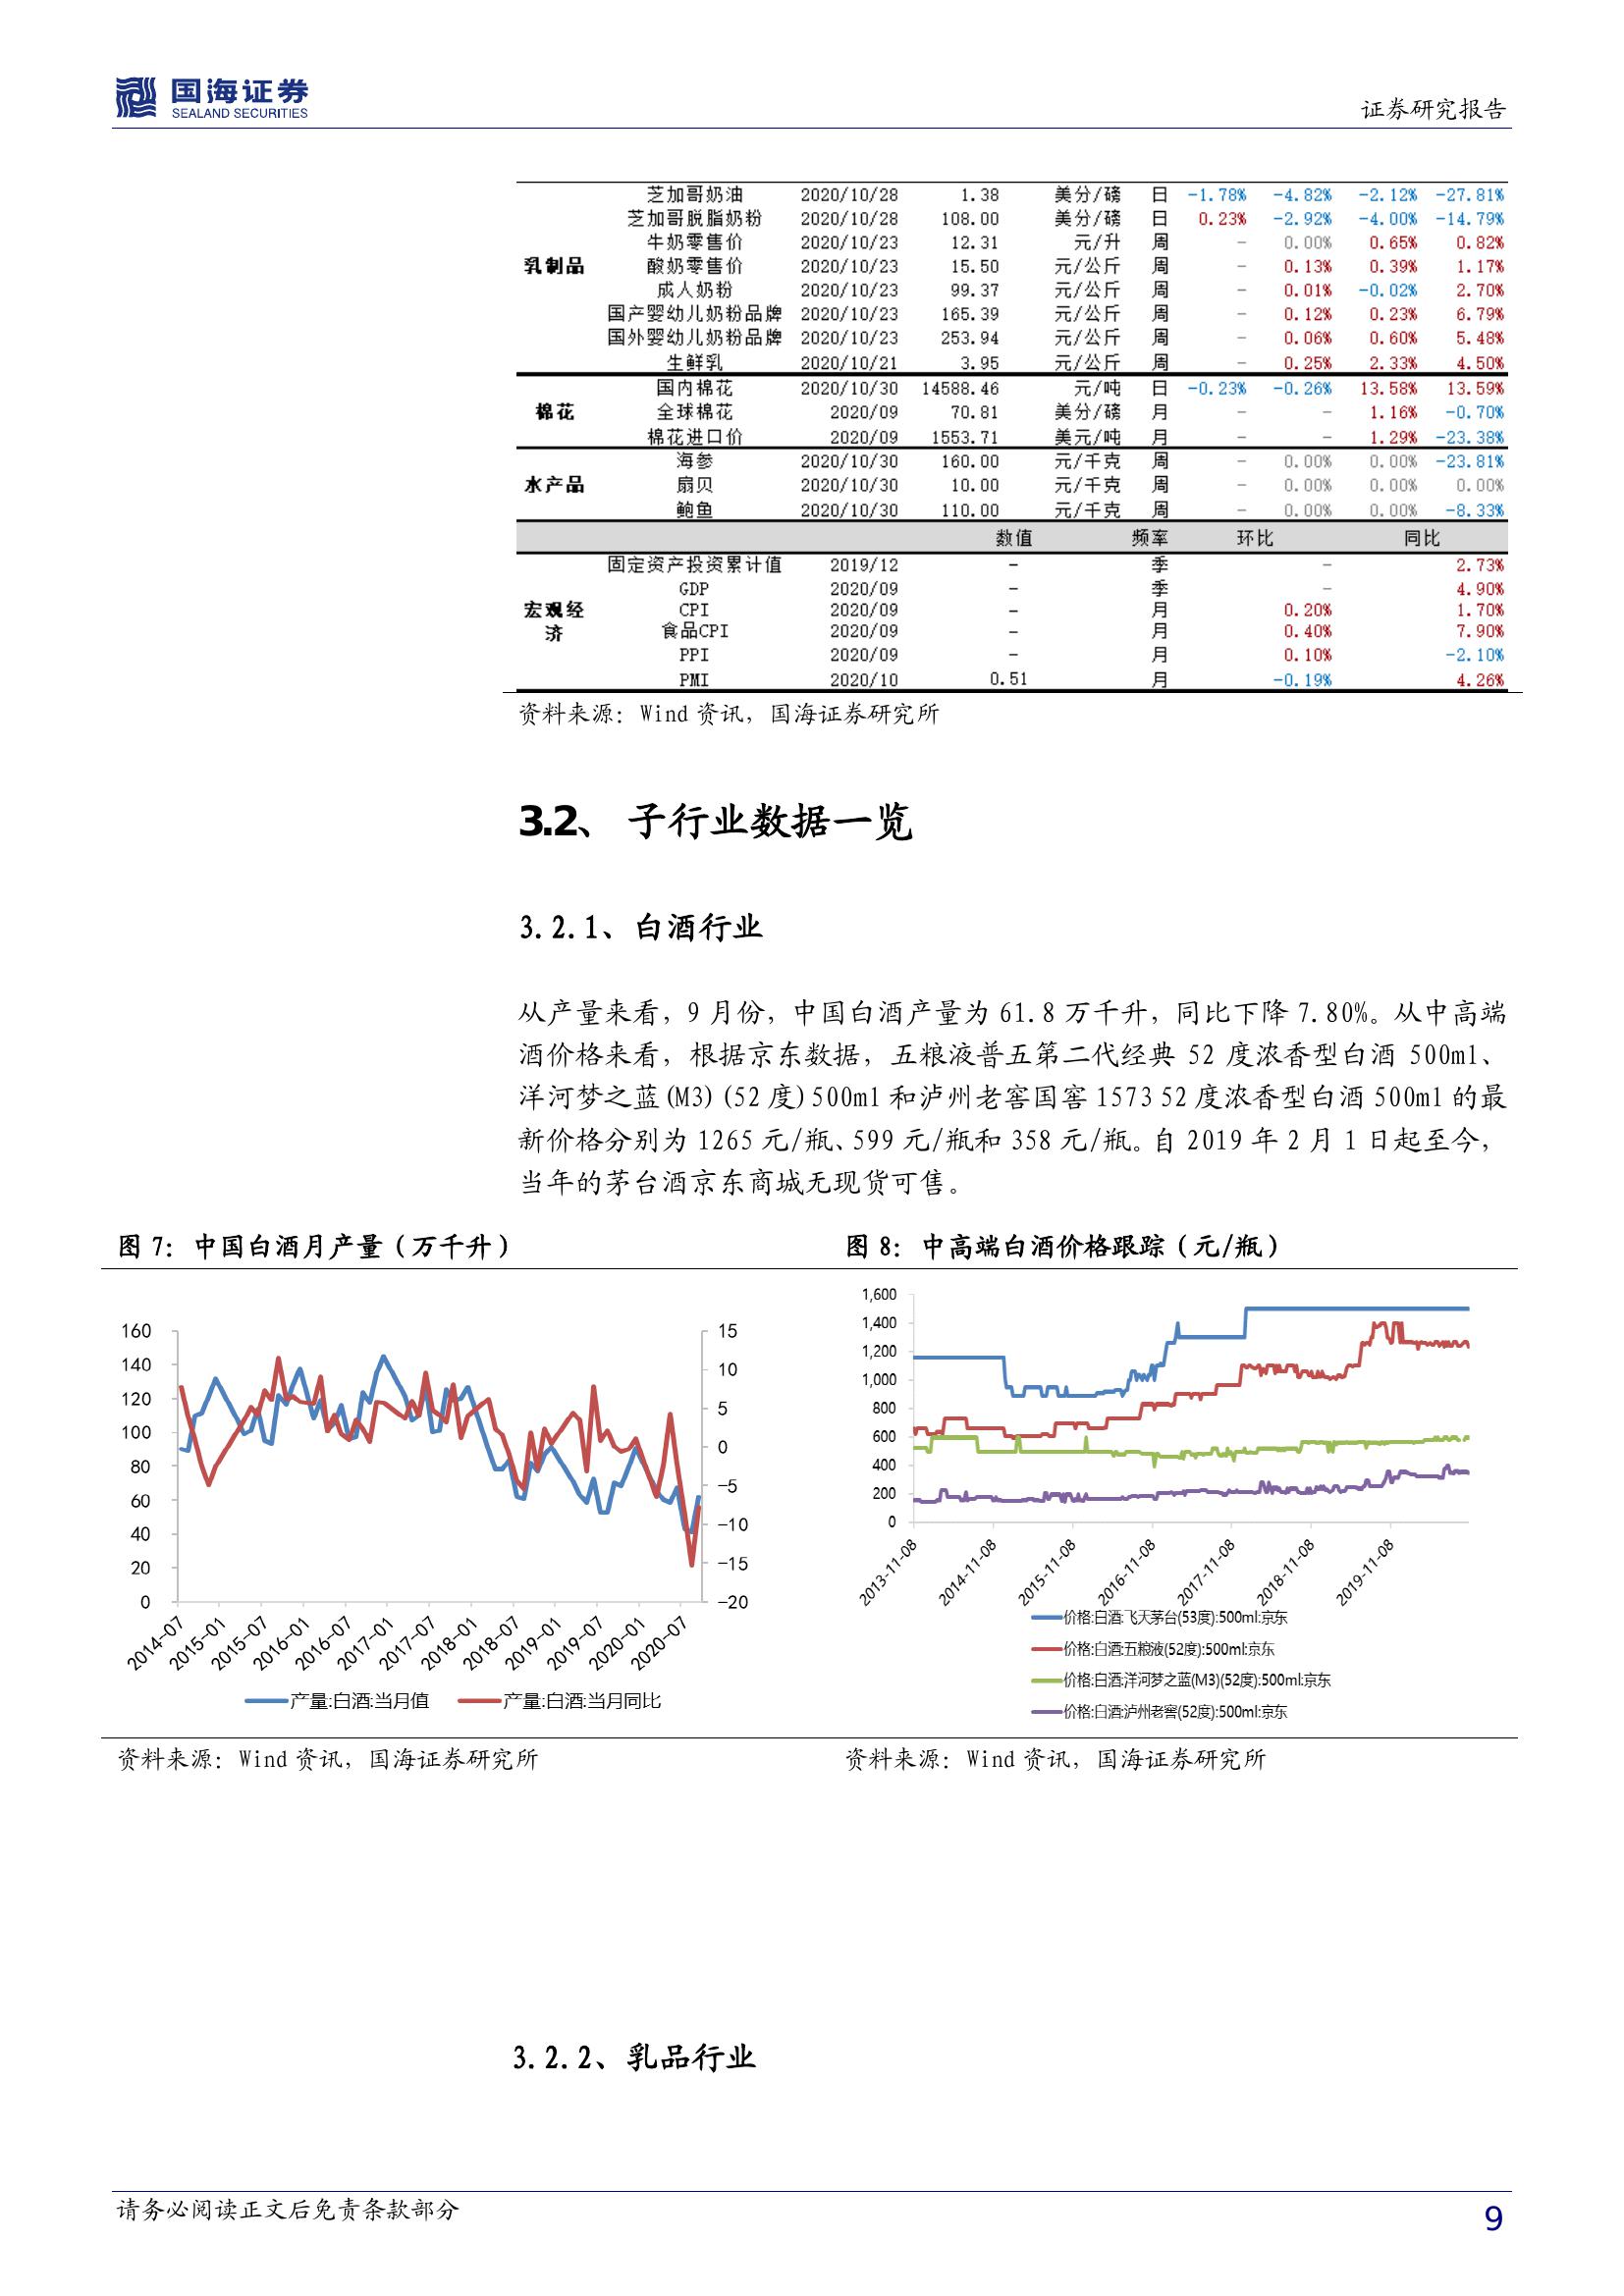 国海证券
SEALAND SECURITIES
证券研究报告
芝加哥奶油 2020/10/28 1.38 美分/磅 日 -1.78% -4.82% -2.12% -27.81%
芝加哥脱脂奶粉 2020/10/28 108.00 美分/磅 日 0.23% -2.92% -4.00% -14.79%
牛奶零售价 2020/10/23 12.31 元/升 周 - 0.00% 0.65% 0.82%
乳制品 酸奶零售价 2020/10/23 15.50 元/公斤 周 - 0.13% 0.39% 1.17%
成人奶粉 2020/10/23 99.37 元/公斤 周 - 0.01% -0.02% 2.70%
国产婴幼儿奶粉品牌 2020/10/23 165.39 元/公斤 周 - 0.12% 0.23% 6.79%
国外婴幼儿奶粉品牌 2020/10/23 253.94 元/公斤 周 - 0.06% 0.60% 5.48%
生鲜乳 2020/10/21 3.95 元/公斤 周 - 0.25% 2.33% 4.50%
国内棉花 2020/10/30 14588.46 元/吨 日 -0.23% -0.26% 13.58% 13.59%
棉花 全球棉花 2020/09 70.81 美分/磅 月 - - 1.16% -0.70%
棉花进口价 2020/09 1553.71 美元/吨 月 - - 1.29% -23.38%
海参 2020/10/30 160.00 元/千克 周 - 0.00% 0.00% -23.81%
水产品 扇贝 2020/10/30 10.00 元/千克 周 - 0.00% 0.00% 0.00%
鲍鱼 2020/10/30 110.00 元/千克 周 - 0.00% 0.00% -8.33%
数值 频率 环比 同比
固定资产投资累计值 2019/12 - 季 - 2.73%
GDP 2020/09 - 季 - 4.90%
宏观经 CPI 2020/09 - 月 0.20% 1.70%
济 食品CPI 2020/09 - 月 0.40% 7.90%
PPI 2020/09 - 月 0.10% -2.10%
PMI 2020/10 0.51 月 -0.19% 4.26%
资料来源：Wind 资讯，国海证券研究所
3.2、 子行业数据一览
3.2.1、白酒行业
从产量来看，9 月份，中国白酒产量为 61.8 万千升，同比下降 7.80%。从中高端
酒价格来看，根据京东数据，五粮液普五第二代经典 52 度浓香型白酒 500ml、
洋河梦之蓝(M3)(52 度)500ml 和泸州老窖国窖 1573 52 度浓香型白酒 500ml 的最
新价格分别为 1265 元/瓶、599 元/瓶和 358 元/瓶。自 2019 年 2 月 1 日起至今，
当年的茅台酒京东商城无现货可售。
图 7：中国白酒月产量（万千升）
160
140
120
100
80
60
40
20
0
15
10
5
0
-5
-10
-15
-20
2014-07
2015-01
2015-07
2016-01
2016-07
2017-01
2017-07
2018-01
2018-07
2019-01
2019-07
2020-01
2020-07
产量:白酒:当月值 产量:白酒:当月同比
资料来源：Wind 资讯，国海证券研究所
图 8：中高端白酒价格跟踪（元/瓶）
1,600
1,400
1,200
1,000
800
600
400
200
0
2013-11-08
2014-11-08
2015-11-08
2016-11-08
2017-11-08
2018-11-08
2019-11-08
价格:白酒:飞天茅台(53度):500ml:京东
价格:白酒:五粮液(52度):500ml:京东
价格:白酒:洋河梦之蓝(M3)(52度):500ml:京东
价格:白酒:泸州老窖(52度):500ml:京东
资料来源：Wind 资讯，国海证券研究所
3.2.2、乳品行业
请务必阅读正文后免责条款部分
9